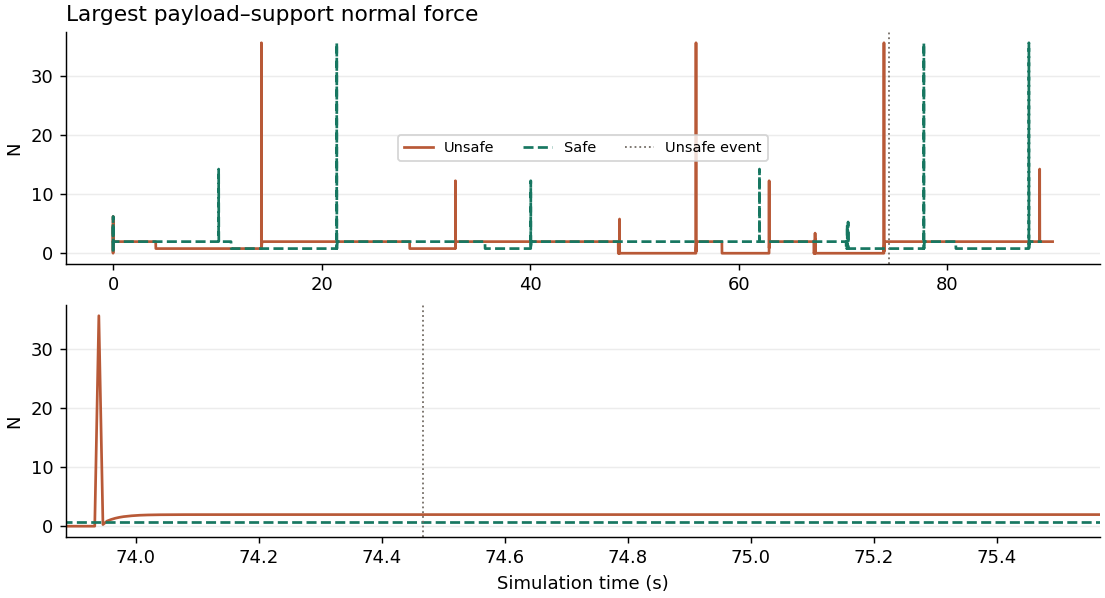 Largest payload–support normal force
N
30
20
10
0
Unsafe
Safe
Unsafe event
0 20 40 60 80
N
30
20
10
0
74.0 74.2 74.4 74.6 74.8 75.0 75.2 75.4
Simulation time (s)